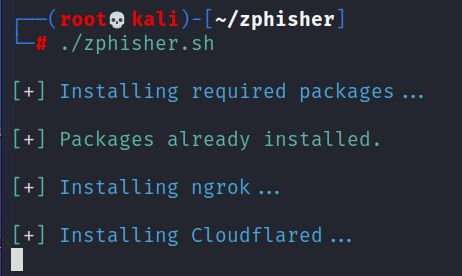 (root💀kali)-[~/zphisher]
# ./zphisher.sh
[+] Installing required packages...
[+] Packages already installed.
[+] Installing ngrok...
[+] Installing Cloudflared...